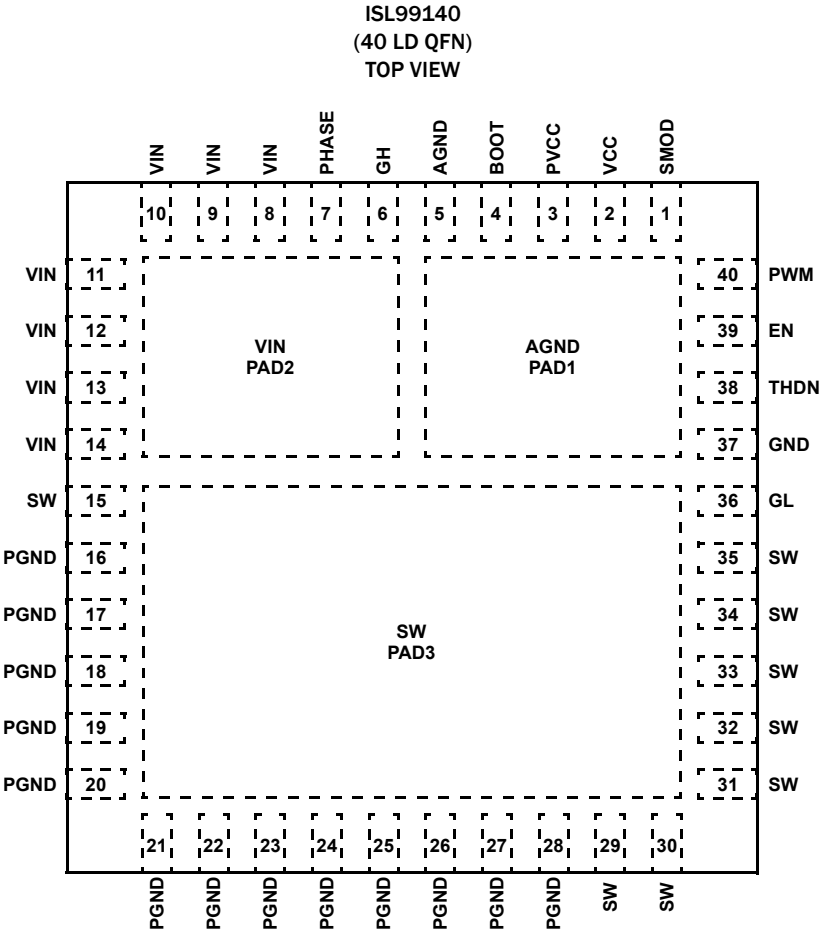 ISL99140
(40 LD QFN)
TOP VIEW
VIN VIN VIN PHASE GH AGND BOOT PVCC VCC SMOD
10 9 8 7 6 5 4 3 2 1
VIN 11 40 PWM
VIN 12 39 EN
VIN AGND
PAD2 PAD1
VIN 13 38 THDN
VIN 14 37 GND
SW 15 36 GL
PGND 16 35 SW
PGND 17 34 SW
SW
PAD3
PGND 18 33 SW
PGND 19 32 SW
PGND 20 31 SW
21 22 23 24 25 26 27 28 29 30
PGND PGND PGND PGND PGND PGND PGND PGND SW SW